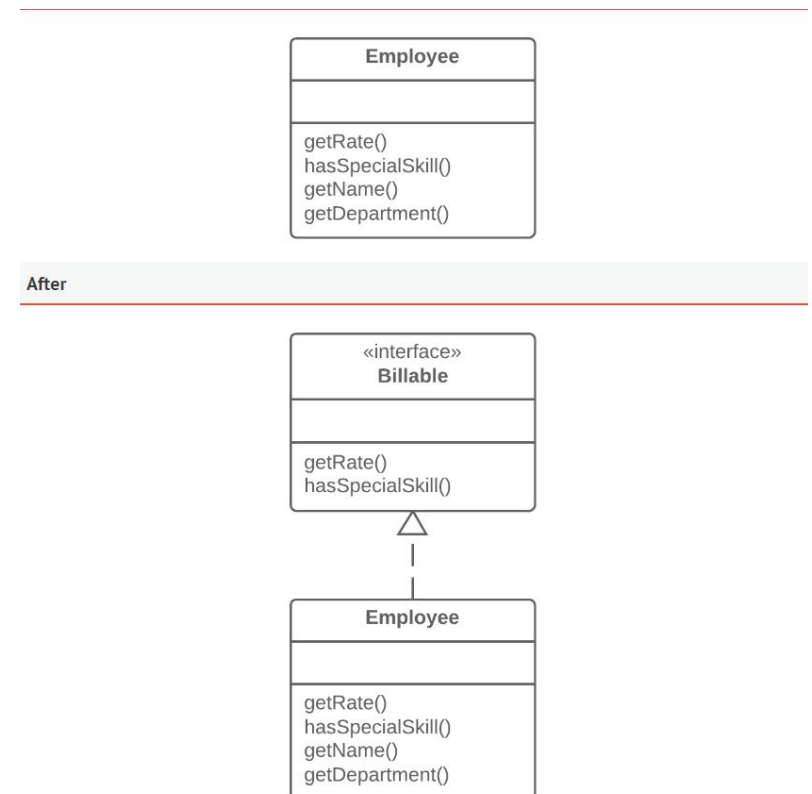 Employee
getRate()
hasSpecialSkill()
getName()
getDepartment()
After
«interface»
Billable
getRate()
hasSpecialSkill()
Employee
getRate()
hasSpecialSkill()
getName()
getDepartment()